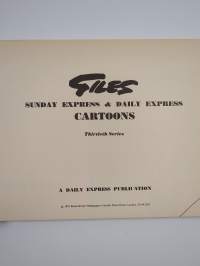 GILES
SUNDAY EXPRESS & DAILY EXPRESS
CARTOONS
Thirtieth Series
A DAILY EXPRESS PUBLICATION